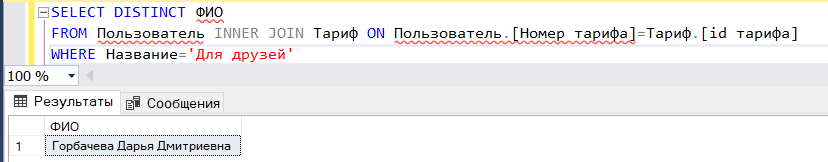 SELECT DISTINCT ФИО
FROM Пользователь INNER JOIN Тариф ON Пользователь.[Номер тарифа]=Тариф.[id тарифа]
WHERE Название='Для друзей'
100 %
Результаты Сообщения
ФИО
1 Горбачева Дарья Дмитриевна